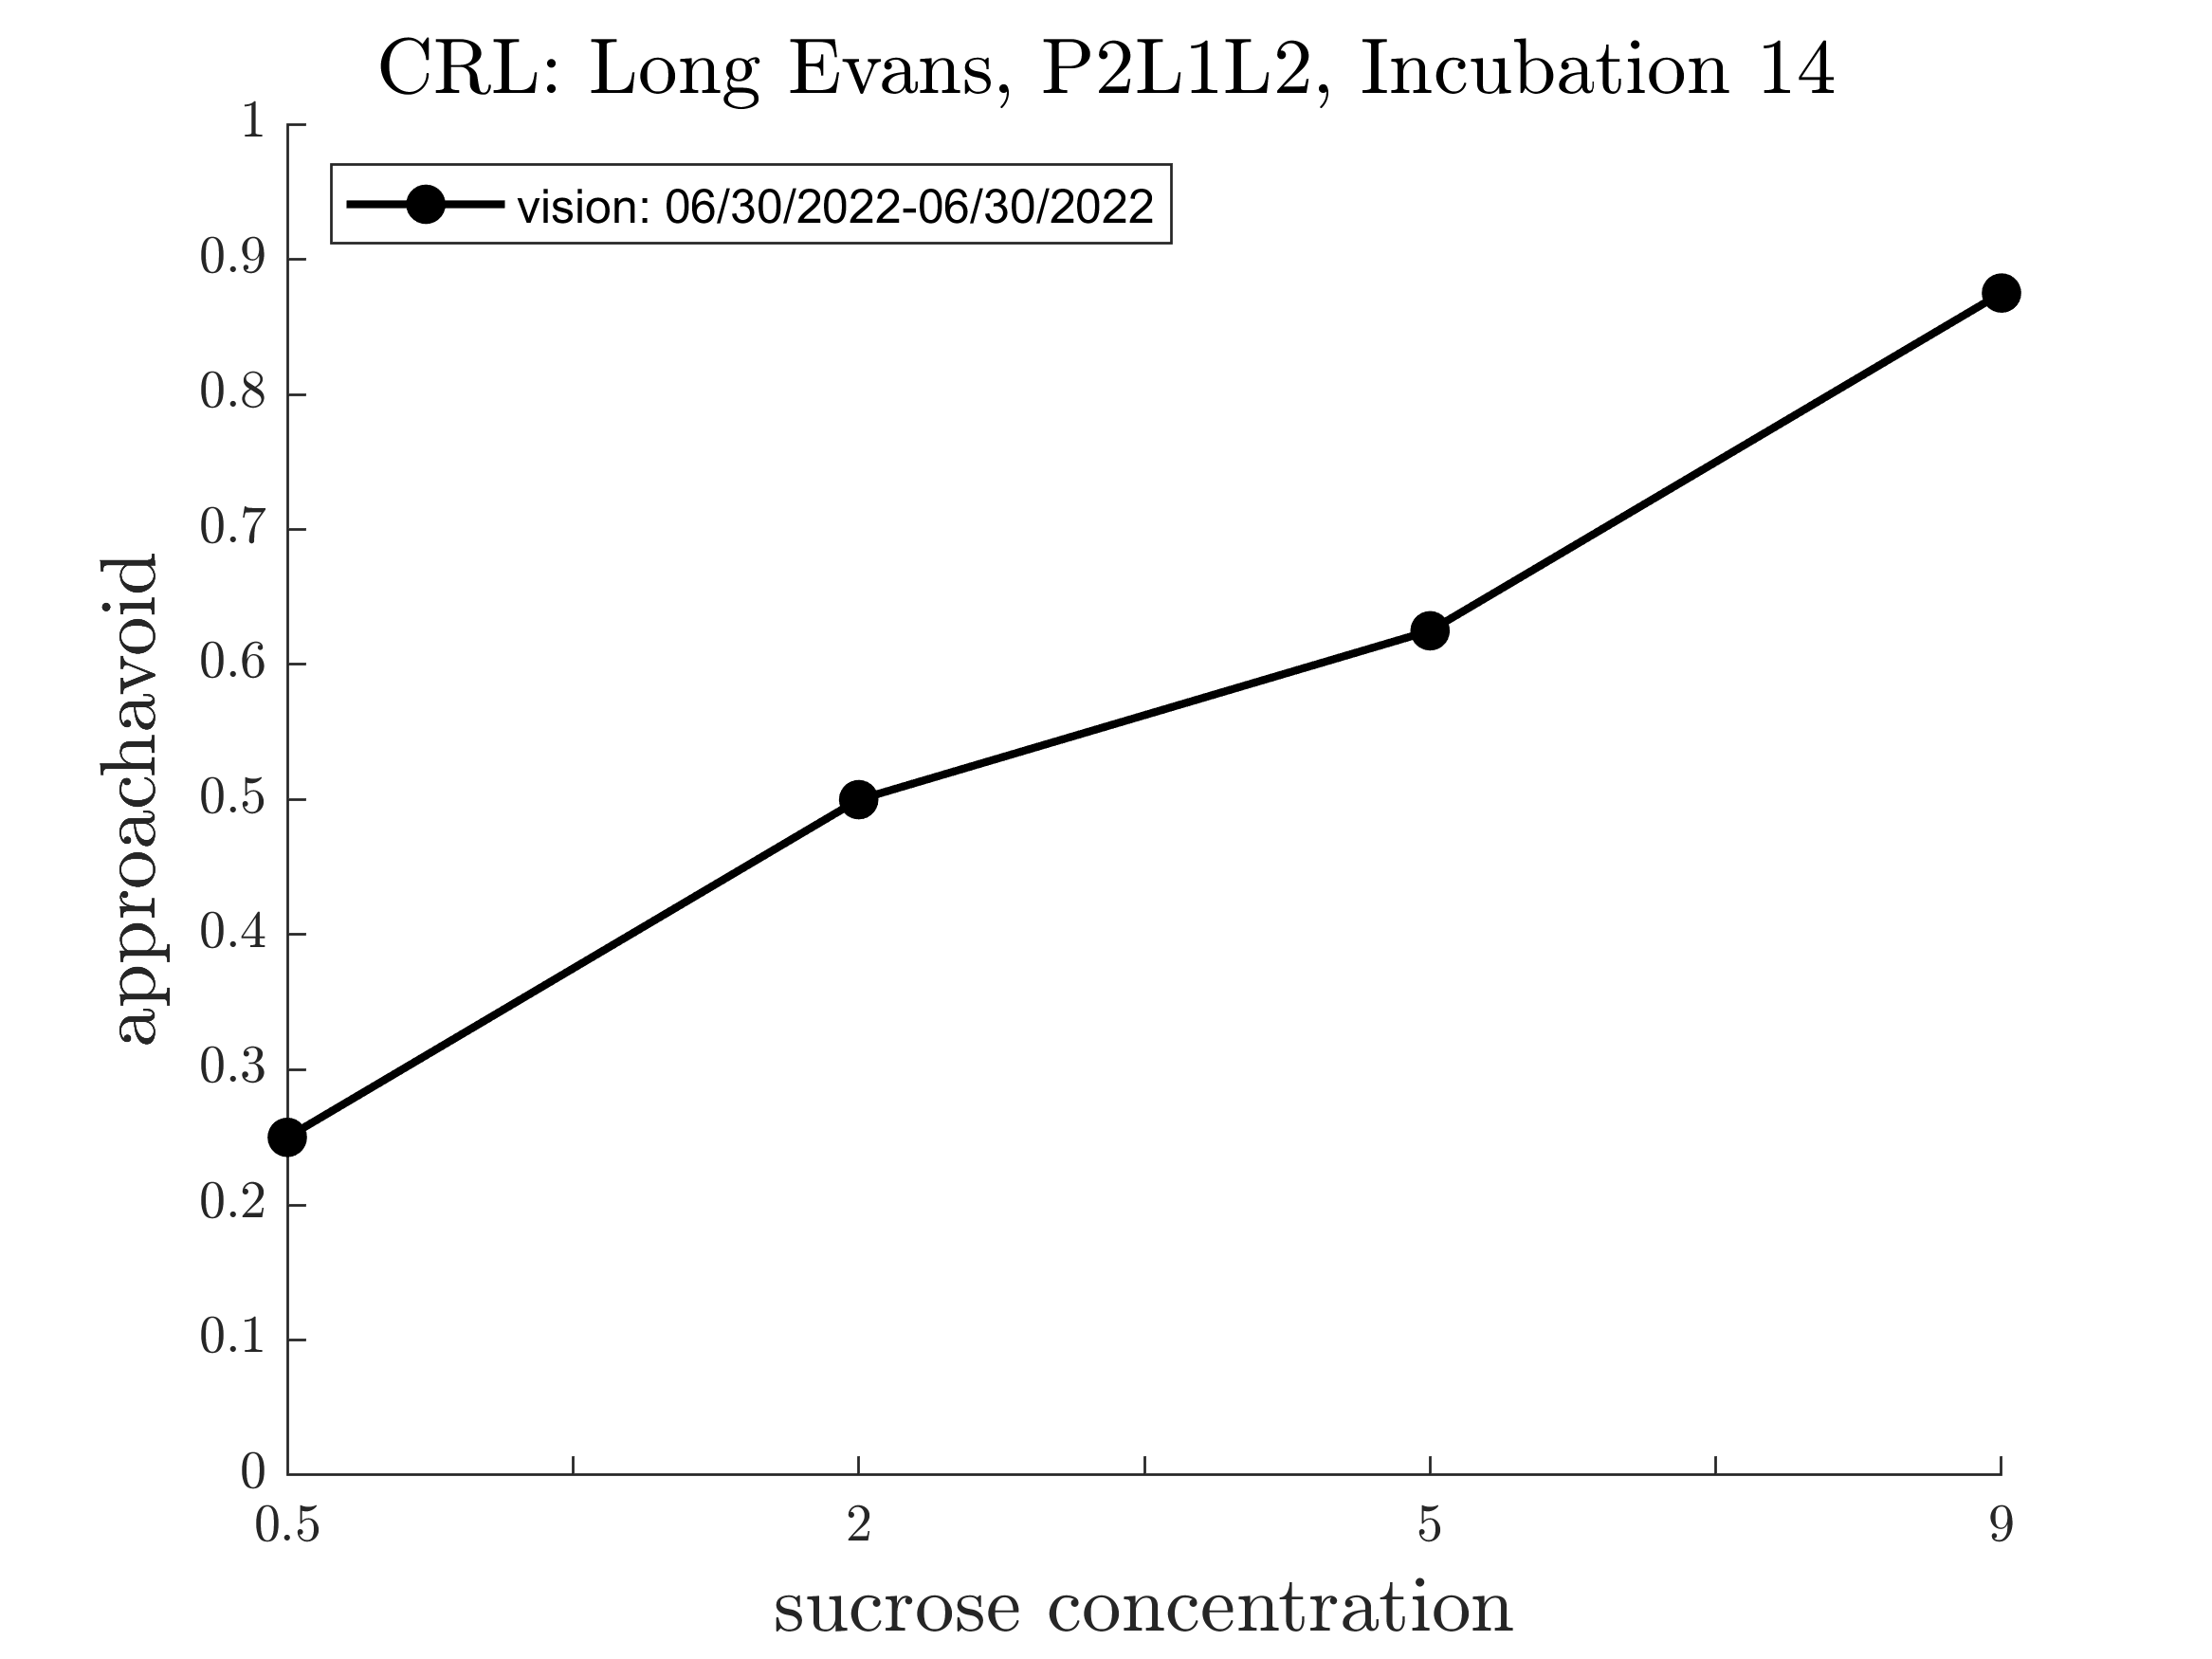 CRL: Long Evans, P2L1L2, Incubation 14
1
vision: 06/30/2022-06/30/2022
0.9
0.8
0.7
0.6
0.5
0.4
0.3
0.2
0.1
0
approachavoid
0.5 2 5 9
sucrose concentration